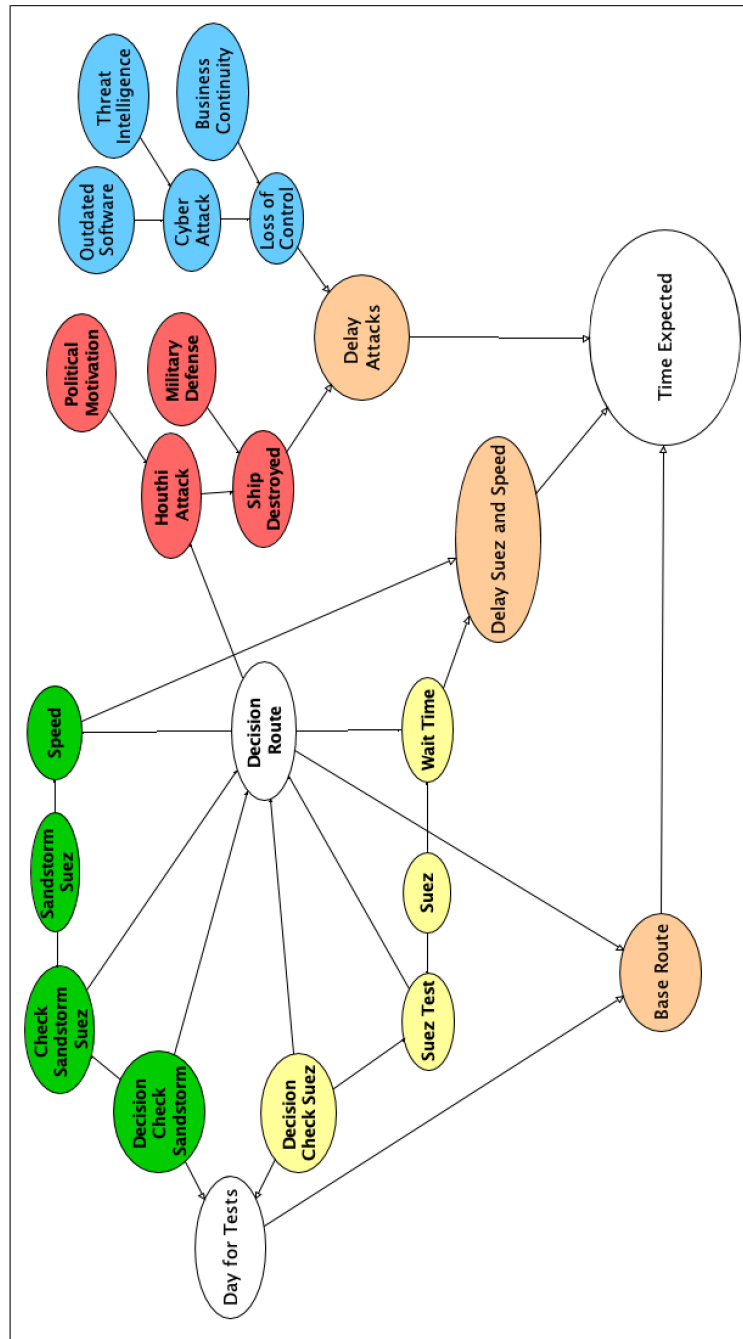 Threat
Intelligence
Outdated
Software
Business
Continuity
Cyber
Attack
Loss of
Control
Political
Motivation
Military
Defense
Houthi
Attack
Ship
Destroyed
Delay
Attacks
Time Expected
Delay Suez and Speed
Speed
Sandstorm
Suez
Check
Sandstorm
Suez
Decision
Check
Sandstorm
Decision
Route
Wait Time
Suez
Suez Test
Decision
Check Suez
Day for Tests
Base Route